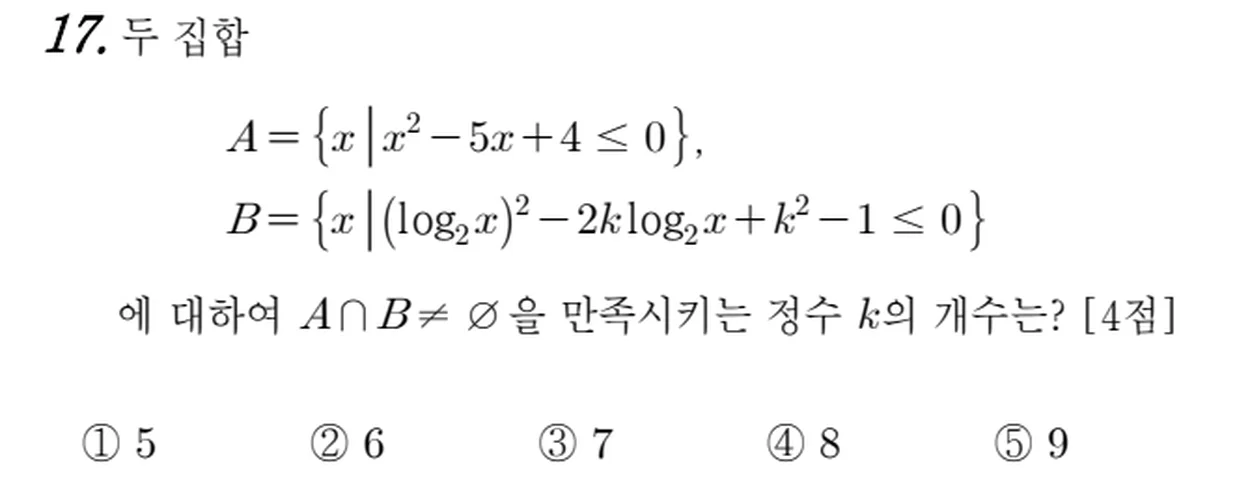 17. 두 집합
A = {x | x² − 5x + 4 ≤ 0},
B = {x | (log₂x)² − 2klog₂x + k² − 1 ≤ 0}
에 대하여 A∩B ≠ ∅ 을 만족시키는 정수 k의 개수는? [4점]
① 5 ② 6 ③ 7 ④ 8 ⑤ 9